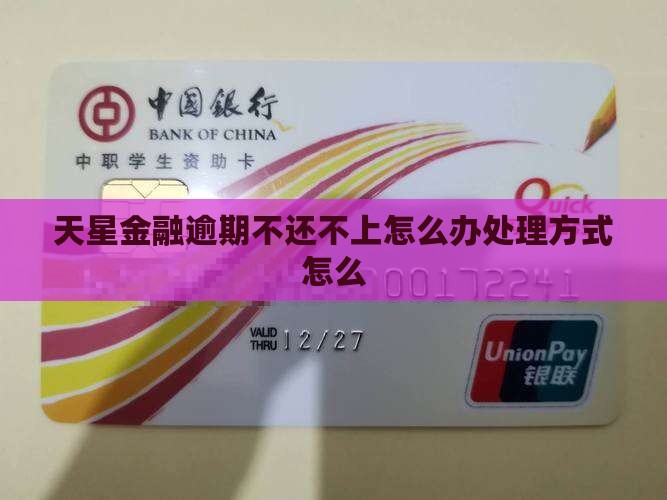 中国银行
BANK OF CHINA
中职学生资助卡
Quick
天星金融逾期不还不上怎么办处理方式
怎么
000172241
VALID
THRU 12/27
UnionPay
银联